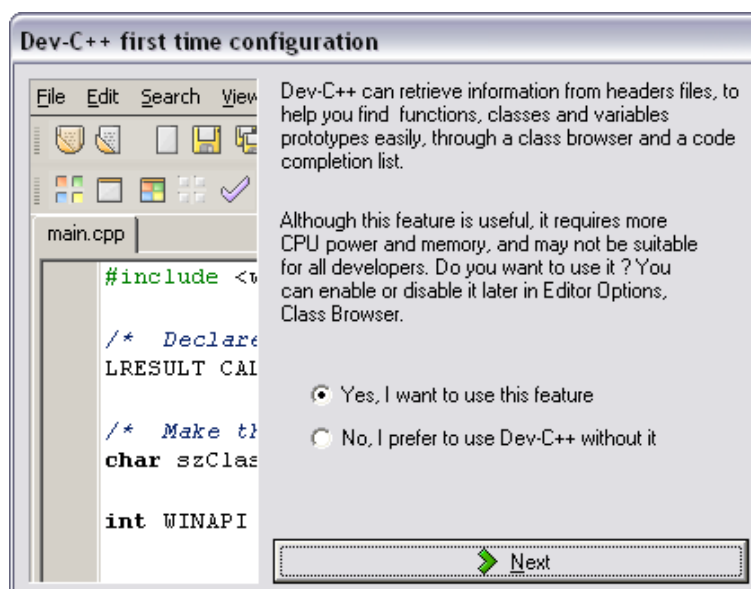 Dev-C++ first time configuration
File Edit Search View
main.cpp
#include <w
/* Declare
LRESULT CAL
/* Make th
char szClas
int WINAPI
Dev-C++ can retrieve information from headers files, to
help you find functions, classes and variables
prototypes easily, through a class browser and a code
completion list.
Although this feature is useful, it requires more
CPU power and memory, and may not be suitable
for all developers. Do you want to use it ? You
can enable or disable it later in Editor Options,
Class Browser.
Yes, I want to use this feature
No, I prefer to use Dev-C++ without it
Next